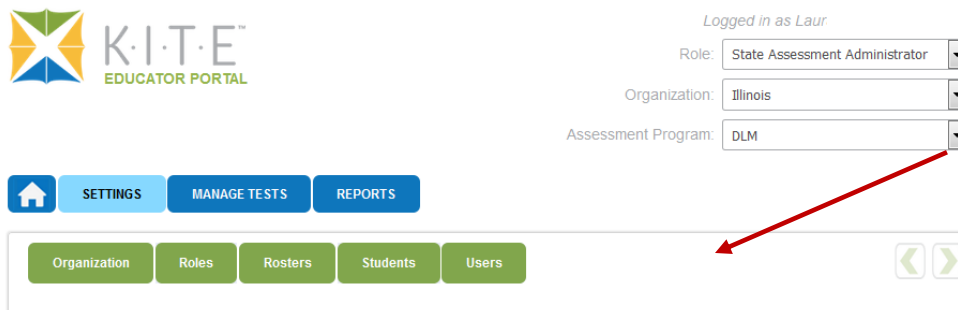 K·I·T·E™
EDUCATOR PORTAL
Logged in as Laur
Role: State Assessment Administrator
Organization: Illinois
Assessment Program: DLM
SETTINGS MANAGE TESTS REPORTS
Organization Roles Rosters Students Users